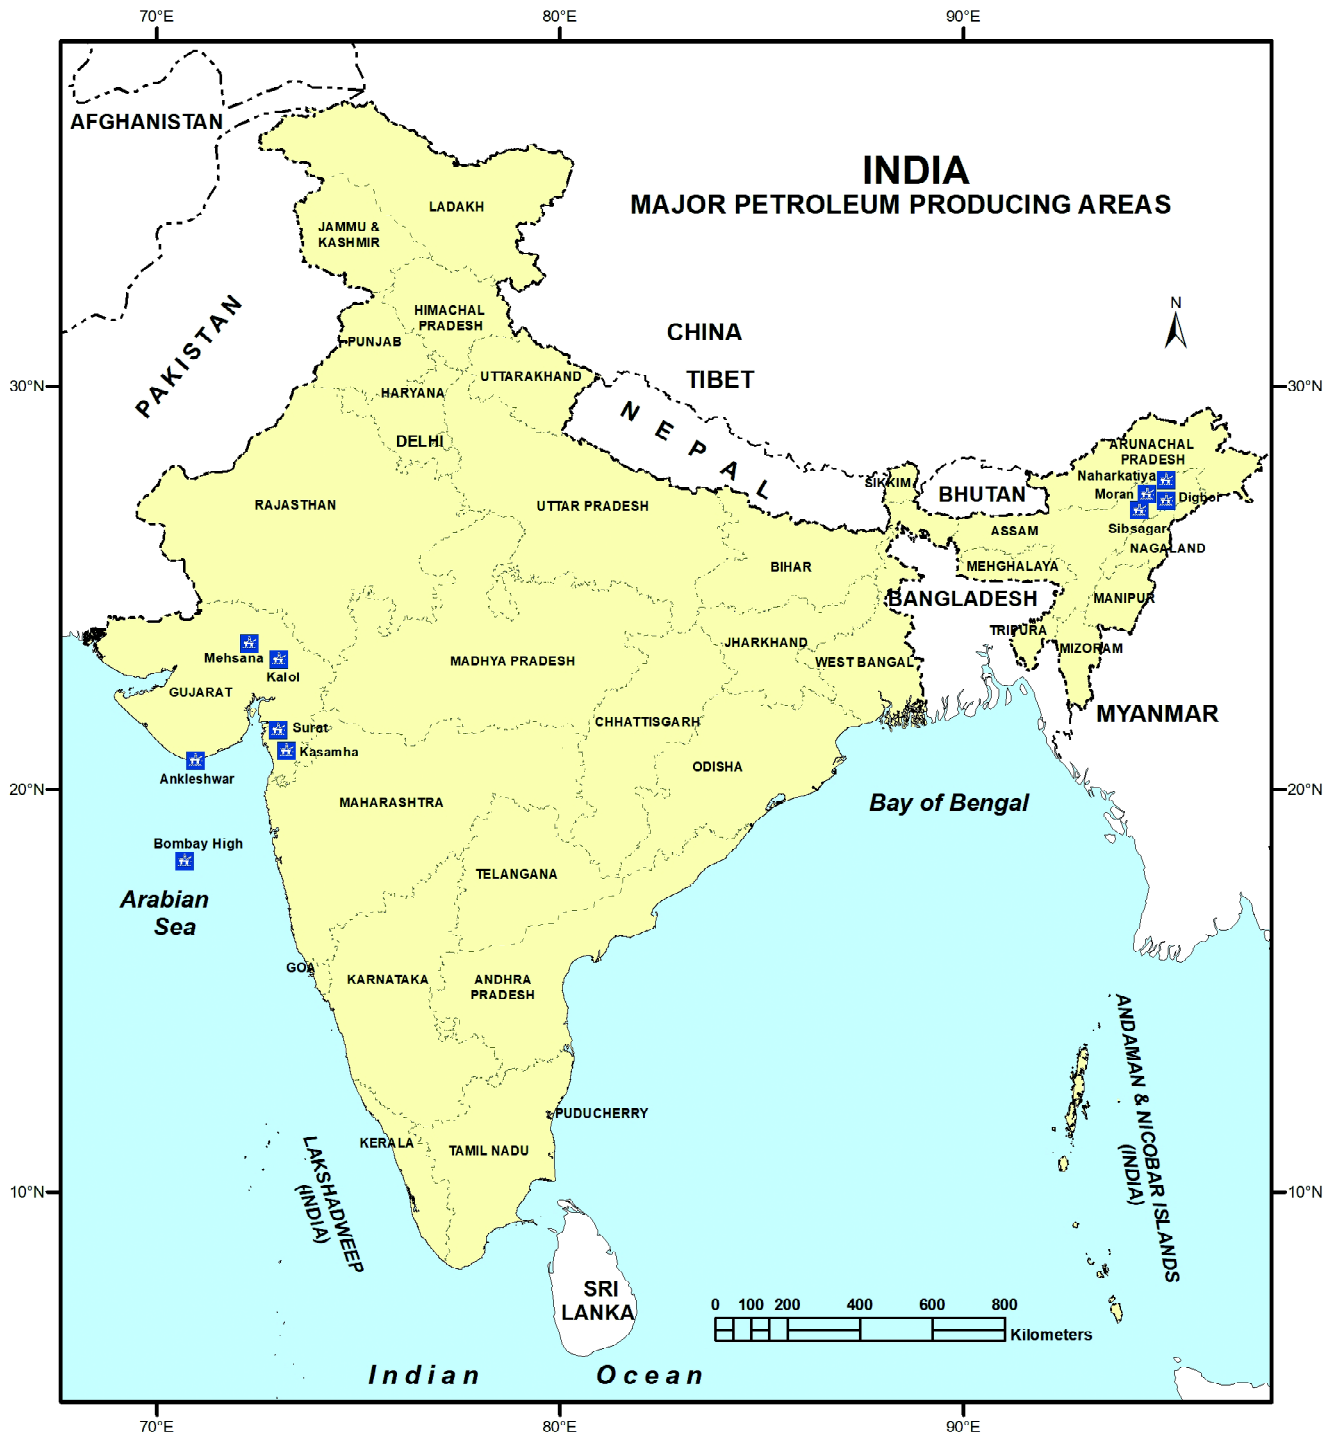 70°E
80°E
90°E
AFGHANISTAN
INDIA
MAJOR PETROLEUM PRODUCING AREAS
LADAKH
JAMMU &
KASHMIR
N
PAKISTAN
HIMACHAL
PRADESH
PUNJAB
CHINA
TIBET
UTTARAKHAND
30°N
30°N
HARYANA
NEPAL
DELHI
ARUNACHAL
PRADESH
SIKKIM
Naharkatiya
BHUTAN
Moran
Digboi
RAJASTHAN
UTTAR PRADESH
ASSAM
Sibsagar
NAGALAND
BIHAR
MEHGHALAYA
BANGLADESH
MANIPUR
TRIPURA
JHARKHAND
MIZORAM
Mehsana
MADHYA PRADESH
WEST BANGAL
Kalol
GUJARAT
MYANMAR
Surat
CHHATTISGARH
Kasamha
ODISHA
Ankleshwar
20°N
20°N
MAHARASHTRA
Bay of Bengal
Bombay High
TELANGANA
Arabian
Sea
GOA
KARNATAKA
ANDHRA
PRADESH
ANDAMAN & NICOBAR ISLANDS
(INDIA)
PUDUCHERRY
KERALA
TAMIL NADU
LAKSHADWEEP
(INDIA)
10°N
10°N
SRI
LANKA
0 100 200 400 600 800
Kilometers
Indian Ocean
70°E
80°E
90°E